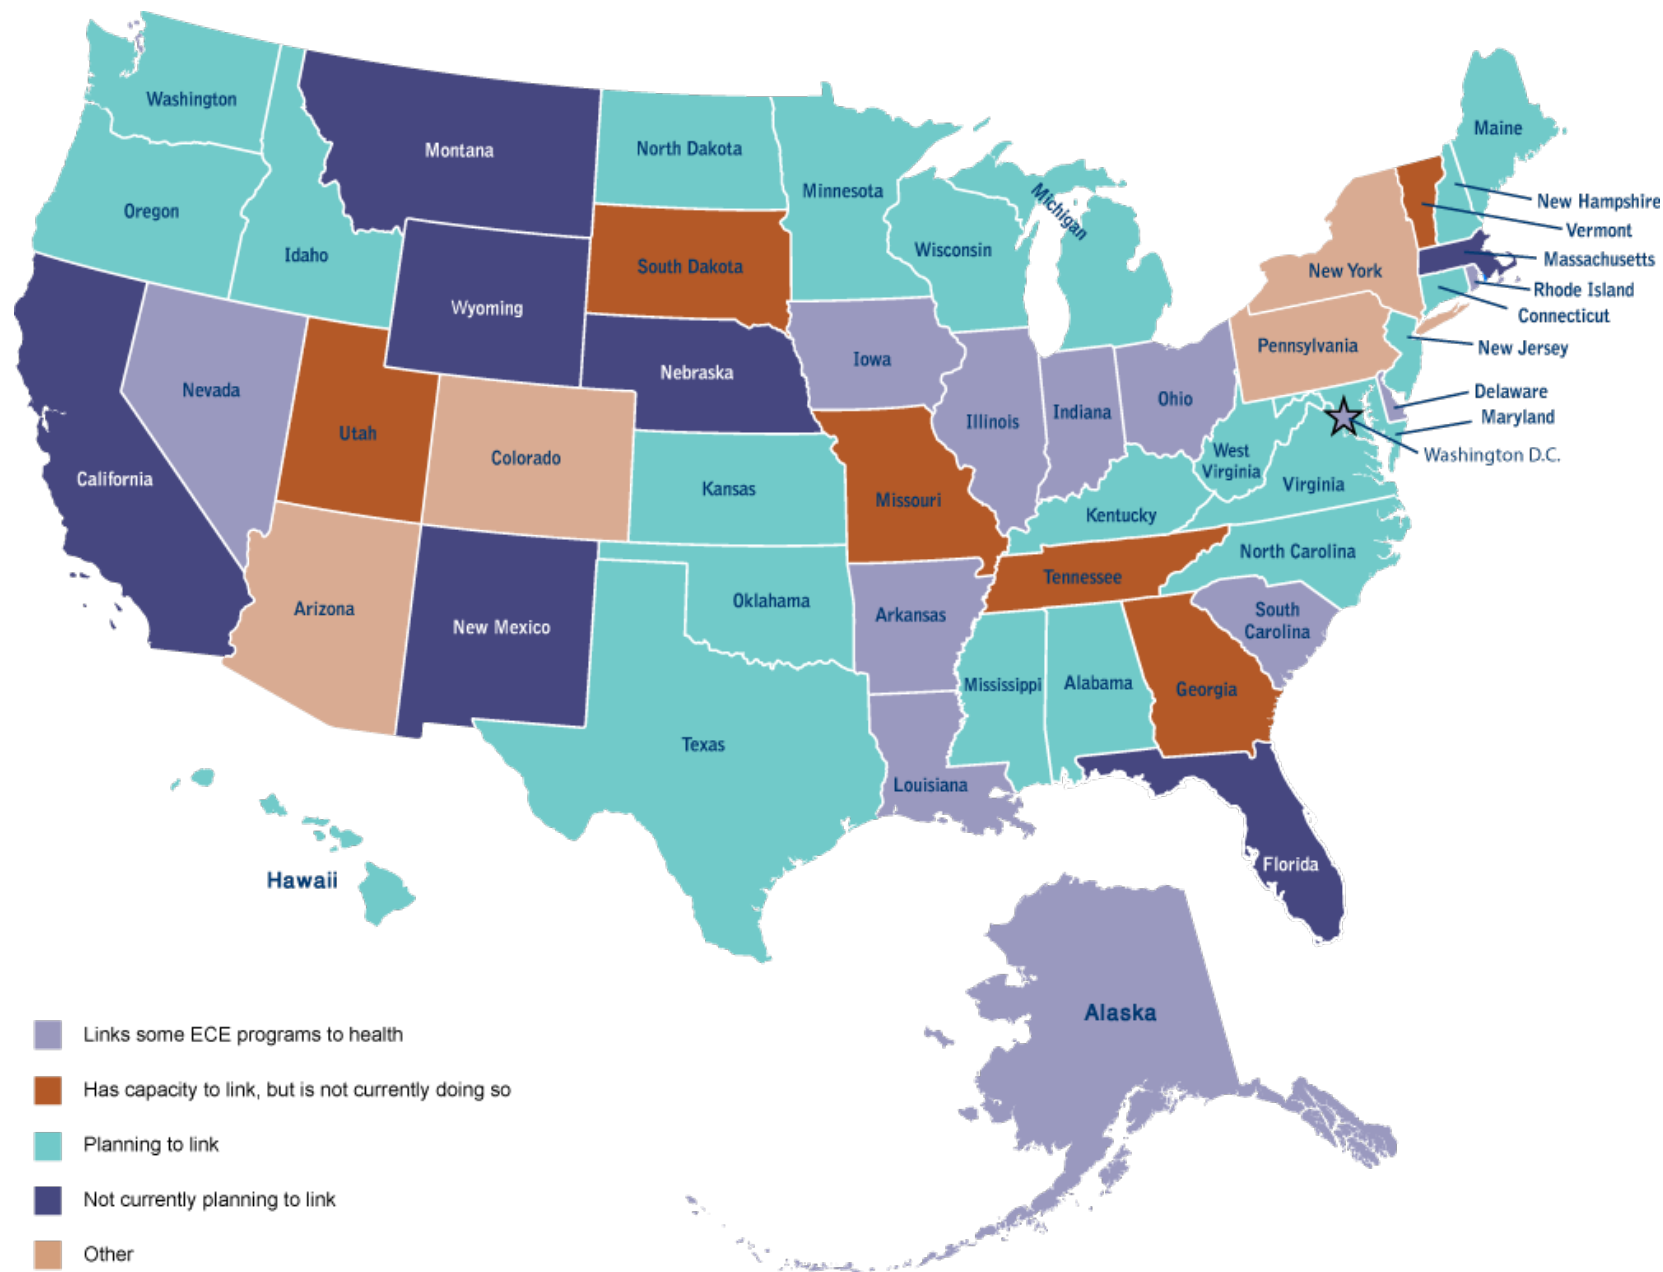 Washington
Montana
North Dakota
Minnesota
Maine
Oregon
Idaho
Michigan
New Hampshire
Vermont
Wisconsin
South Dakota
New York
Massachusetts
Rhode Island
Connecticut
Wyoming
Pennsylvania
New Jersey
Nebraska
Iowa
Nevada
Delaware
Ohio
Indiana
Illinois
Maryland
Washington D.C.
Utah
Colorado
West
Virginia
California
Kansas
Missouri
Virginia
Kentucky
North Carolina
Tennessee
Arizona
Oklahoma
Arkansas
South
Carolina
New Mexico
Mississippi
Alabama
Georgia
Texas
Louisiana
Florida
Hawaii
Alaska
Links some ECE programs to health
Has capacity to link, but is not currently doing so
Planning to link
Not currently planning to link
Other